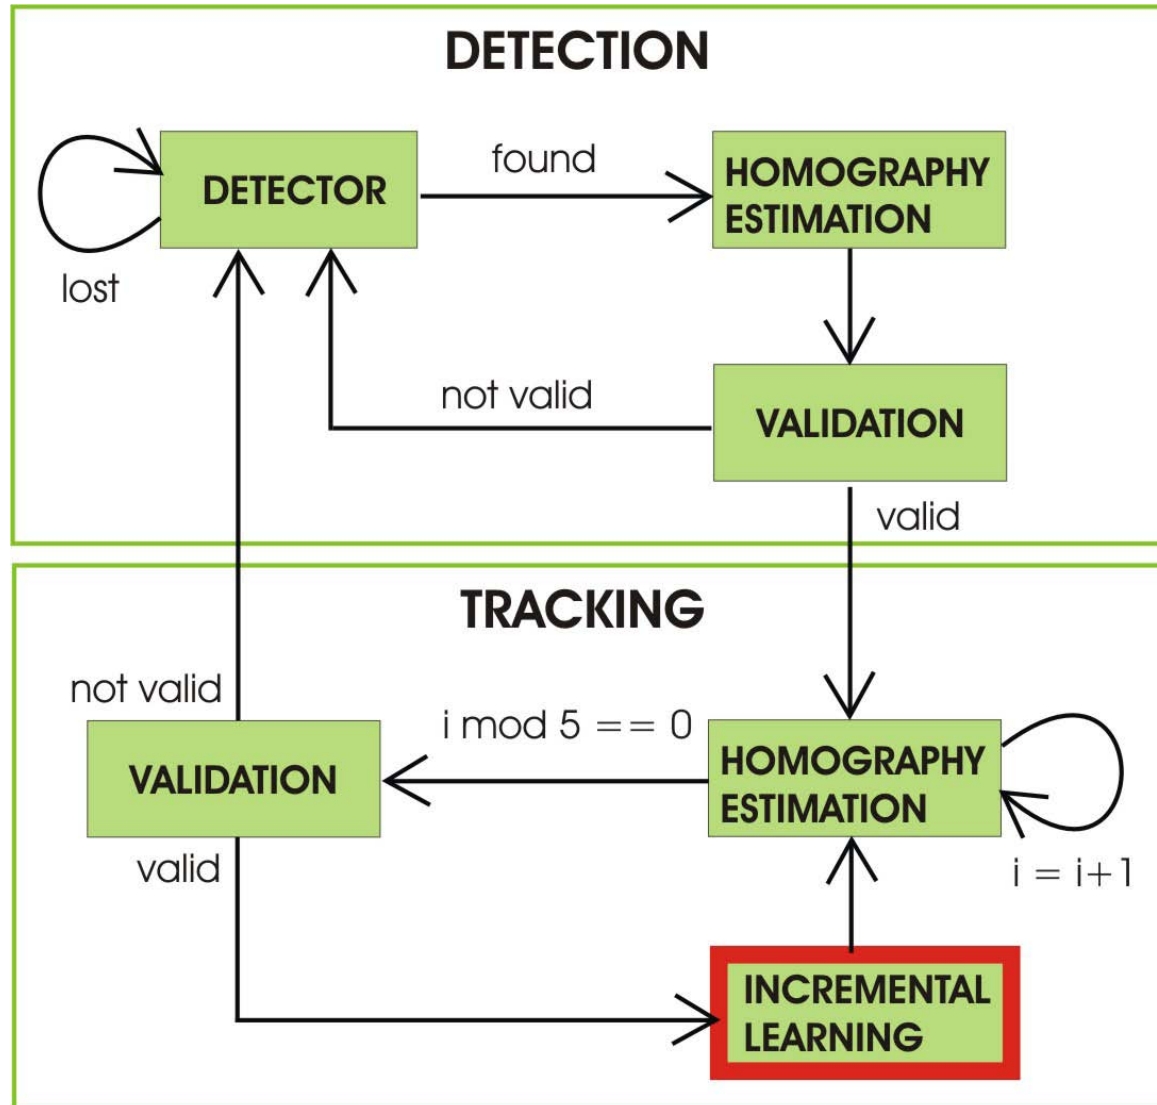 DETECTION
DETECTOR
found
HOMOGRAPHY
ESTIMATION
lost
not valid
VALIDATION
valid
TRACKING
not valid
i mod 5 == 0
VALIDATION
HOMOGRAPHY
ESTIMATION
valid
i = i+1
INCREMENTAL
LEARNING